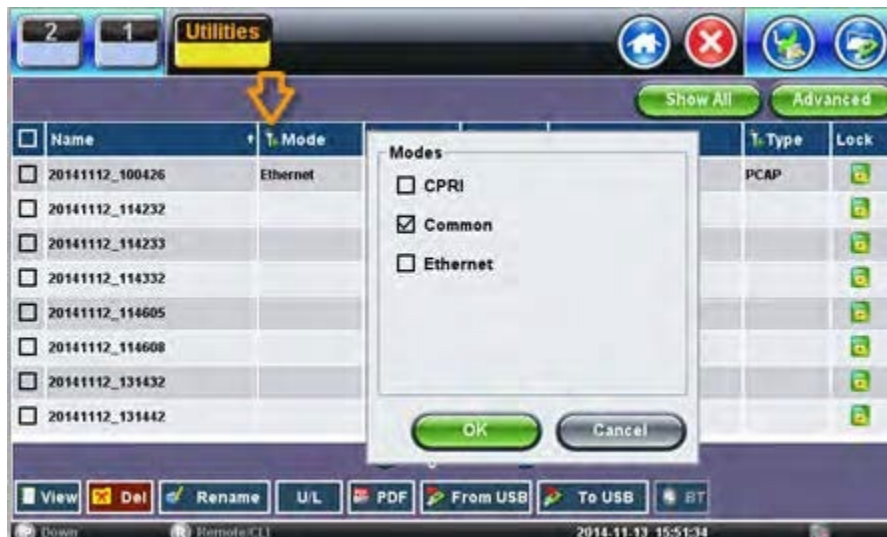 2 1 Utilities
Show All Advanced
Name Mode Type Lock
Modes
CPRI
Common
Ethernet
OK Cancel
20141112_100426 Ethernet PCAP
20141112_114232
20141112_114233
20141112_114332
20141112_114605
20141112_114608
20141112_131432
20141112_131442
View Del Rename U/L PDF From USB To USB BT
Down Remote/CLI 2014-11-13 15:51:34